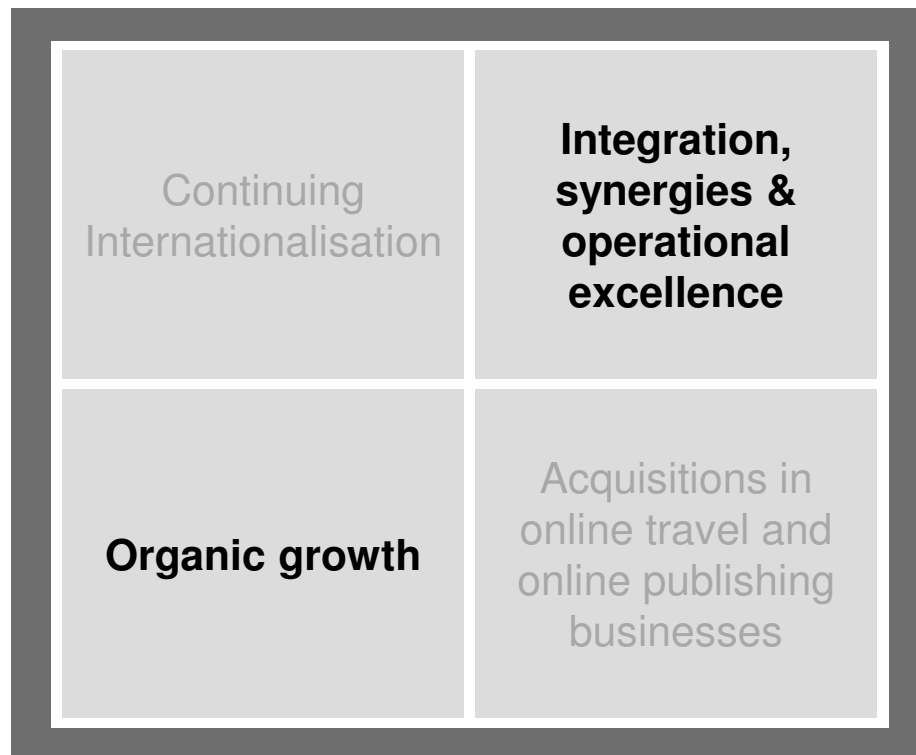 Continuing
Internationalisation
Integration,
synergies &
operational
excellence
Organic growth
Acquisitions in
online travel and
online publishing
businesses